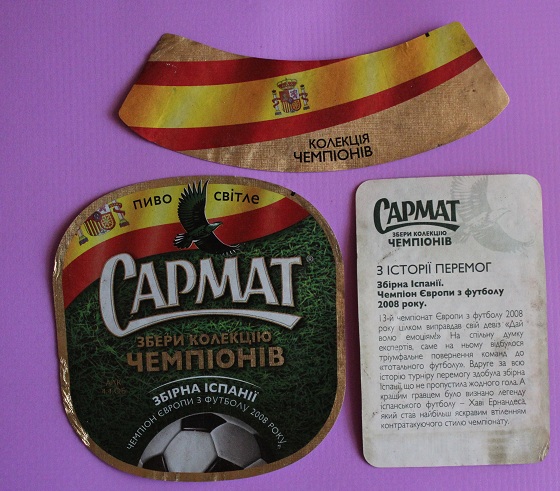 КОЛЕКЦІЯ
ЧЕМПІОНІВ
ПИВО СВІТЛЕ
САРМАТ®
ЗБЕРИ КОЛЕКЦІЮ
ЧЕМПІОНІВ
ЗБІРНА ІСПАНІЇ
ЧЕМПІОН ЄВРОПИ З ФУТБОЛУ 2008 РОКУ.
САРМАТ
ЗБЕРИ КОЛЕКЦІЮ
ЧЕМПІОНІВ
З ІСТОРІЇ ПЕРЕМОГ
Збірна Іспанії.
Чемпіон Європи з футболу
2008 року.
13-й чемпіонат Європи з футболу 2008
року цілком виправдав свій девіз «Дай
волю емоціям!» На спільну думку
експертів, саме на ньому відбулося
тріумфальне повернення команд до
«тотального футболу». Вдруге за всю
історію турніру перемогу здобула збірна
Іспанії, що не пропустила жодного гола. А
кращим гравцем було визнано легенду
іспанського футболу – Хаві Ернандеса,
який став найбільш яскравим втіленням
контратакуючого стилю чемпіонату.